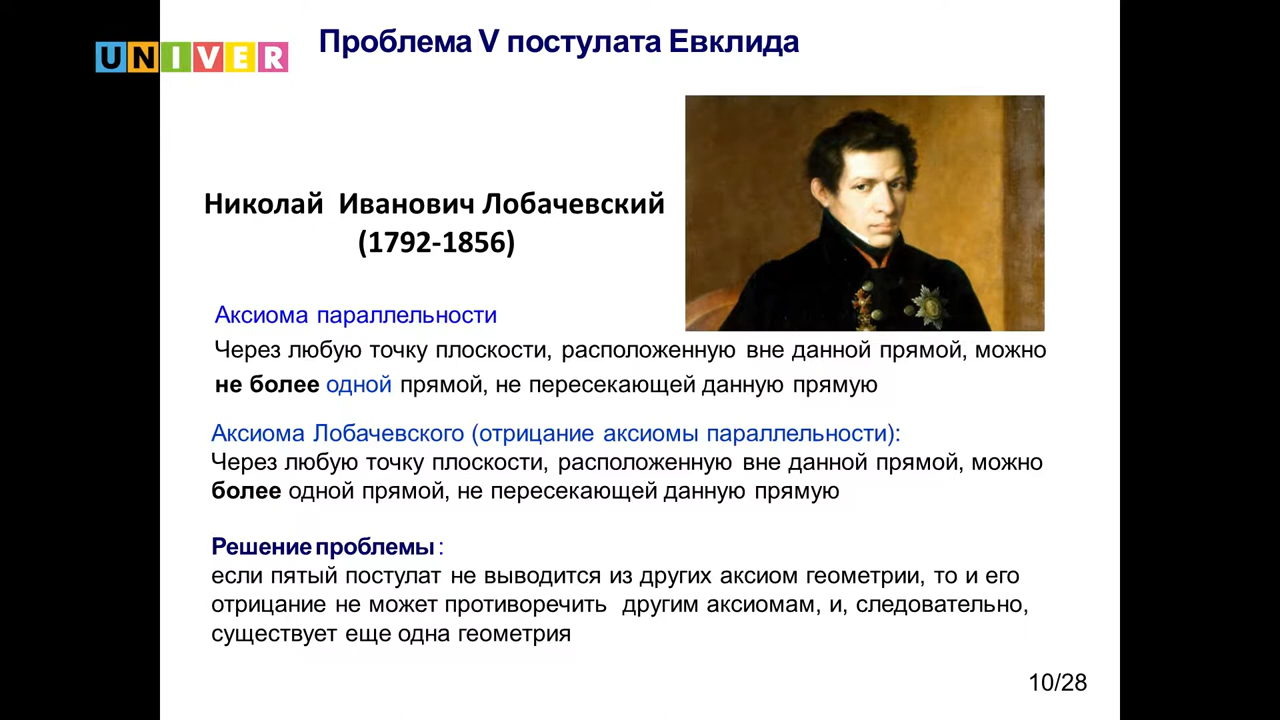 UNIVER
Проблема V постулата Евклида
Николай Иванович Лобачевский
(1792-1856)
Аксиома параллельности
Через любую точку плоскости, расположенную вне данной прямой, можно
не более одной прямой, не пересекающей данную прямую
Аксиома Лобачевского (отрицание аксиомы параллельности):
Через любую точку плоскости, расположенную вне данной прямой, можно
более одной прямой, не пересекающей данную прямую
Решение проблемы:
если пятый постулат не выводится из других аксиом геометрии, то и его
отрицание не может противоречить другим аксиомам, и, следовательно,
существует еще одна геометрия
10/28